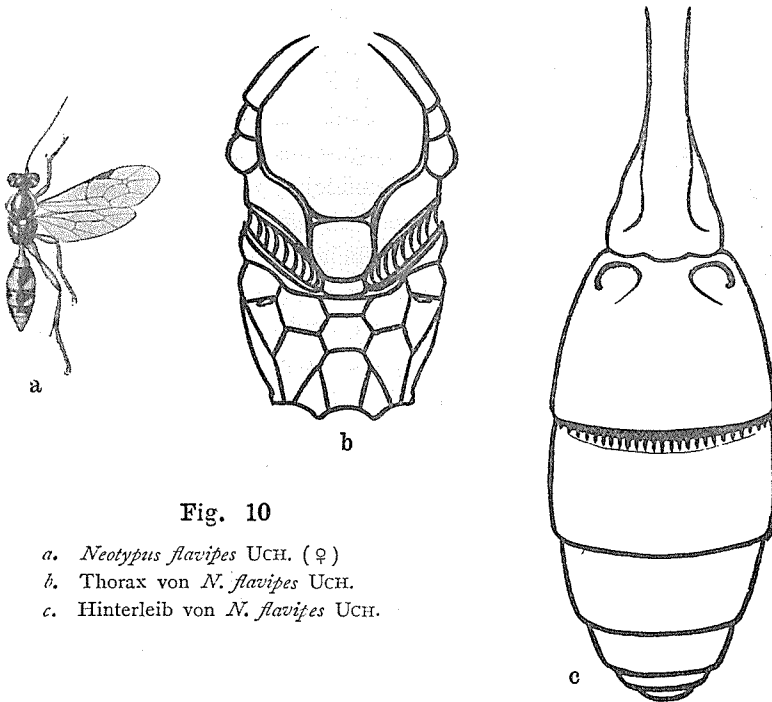 a
b
c
Fig. 10
a. Neotypus flavipes UCH. (♀)
b. Thorax von N. flavipes UCH.
c. Hinterleib von N. flavipes UCH.